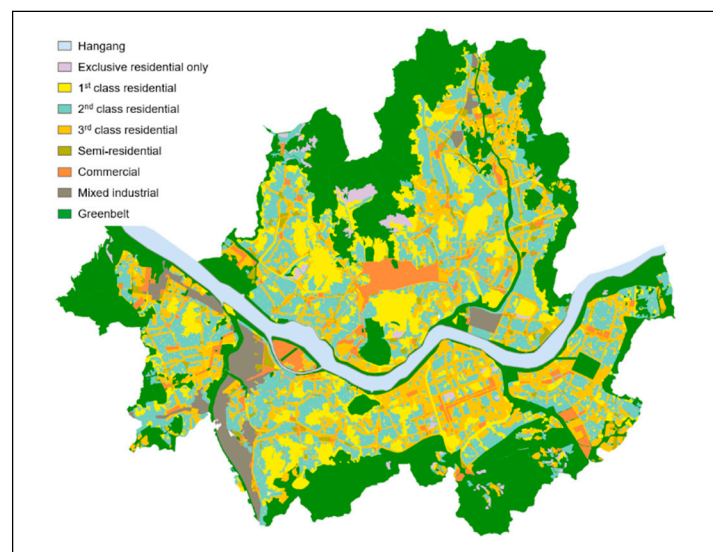 Hangang
Exclusive residential only
1st class residential
2nd class residential
3rd class residential
Semi-residential
Commercial
Mixed industrial
Greenbelt